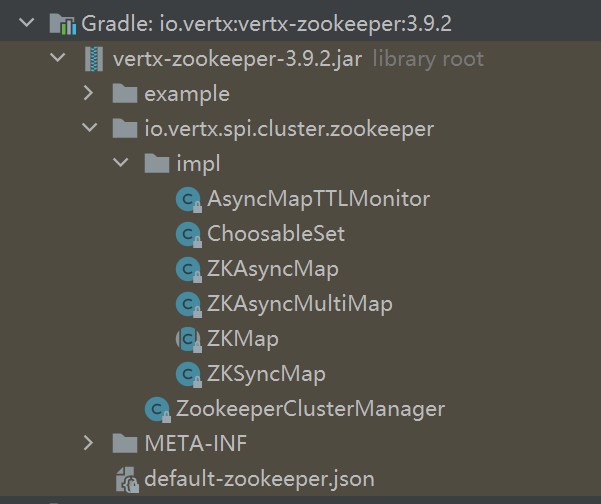 Gradle: io.vertx:vertx-zookeeper:3.9.2
vertx-zookeeper-3.9.2.jar library root
example
io.vertx.spi.cluster.zookeeper
impl
AsyncMapTTLMonitor
ChoosableSet
ZKAsyncMap
ZKAsyncMultiMap
ZKMap
ZKSyncMap
ZookeeperClusterManager
META-INF
default-zookeeper.json